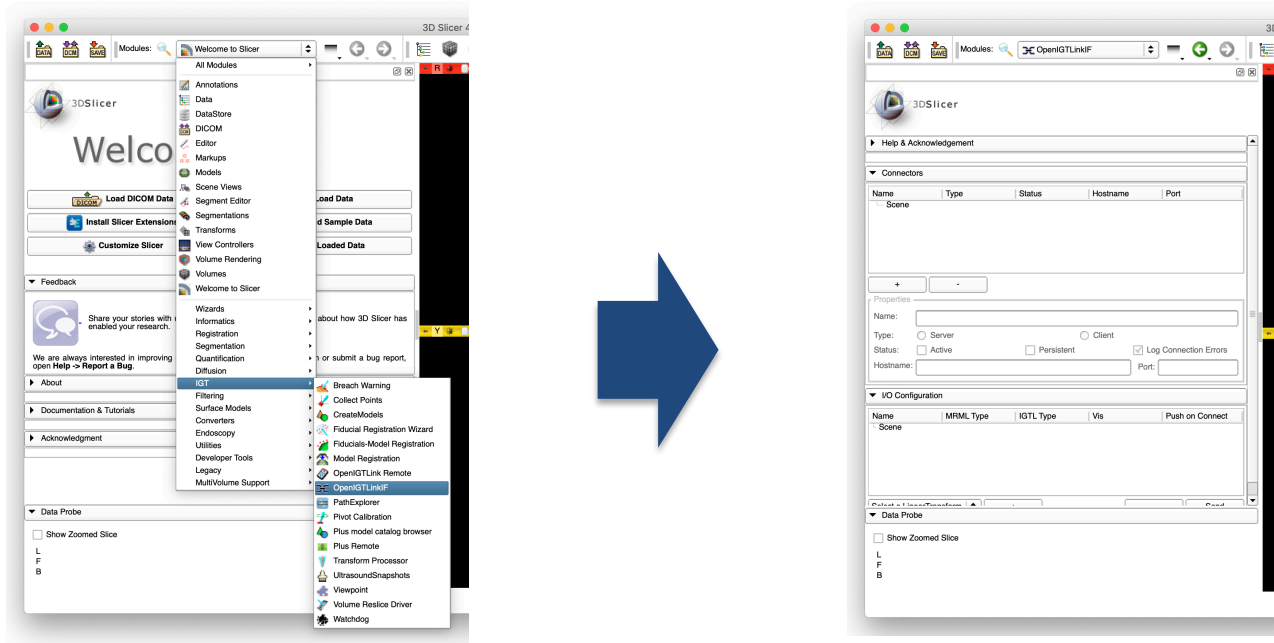 3D Slicer 4
DATA DCM SAVE Modules: Welcome to Slicer
All Modules
R
3DSlicer
Welco
Annotations
Data
DataStore
DICOM
Editor
Markups
Models
Scene Views
Segment Editor
Segmentations
Transforms
View Controllers
Volume Rendering
Volumes
Welcome to Slicer
DICOM Load DICOM Data
Load Data
Install Slicer Extensions
d Sample Data
Customize Slicer
Loaded Data
Feedback
Share your stories with
about how 3D Slicer has
enabled your research.
Y
We are always interested in improving
or submit a bug report,
open Help -> Report a Bug.
About
Documentation & Tutorials
Acknowledgment
Wizards
Informatics
Registration
Segmentation
Quantification
Diffusion
IGT
Filtering
Surface Models
Converters
Endoscopy
Utilities
Developer Tools
Legacy
MultiVolume Support
Breach Warning
Collect Points
CreateModels
Fiducial Registration Wizard
Fiducials-Model Registration
Model Registration
OpenIGTLink Remote
OpenIGTLinkIF
PathExplorer
Pivot Calibration
Plus model catalog browser
Plus Remote
Transform Processor
UltrasoundSnapshots
Viewpoint
Volume Reslice Driver
Watchdog
Data Probe
Show Zoomed Slice
L
F
B
3D
DATA DCM SAVE Modules: OpenIGTLinkIF
3DSlicer
Help & Acknowledgement
Connectors
Name Type Status Hostname Port
Scene
+ -
Properties
Name:
Type: Server Client
Status: Active Persistent Log Connection Errors
Hostname: Port:
I/O Configuration
Name MRML Type IGTL Type Vis Push on Connect
Scene
Select a LinearTransform + Send
Data Probe
Show Zoomed Slice
L
F
B